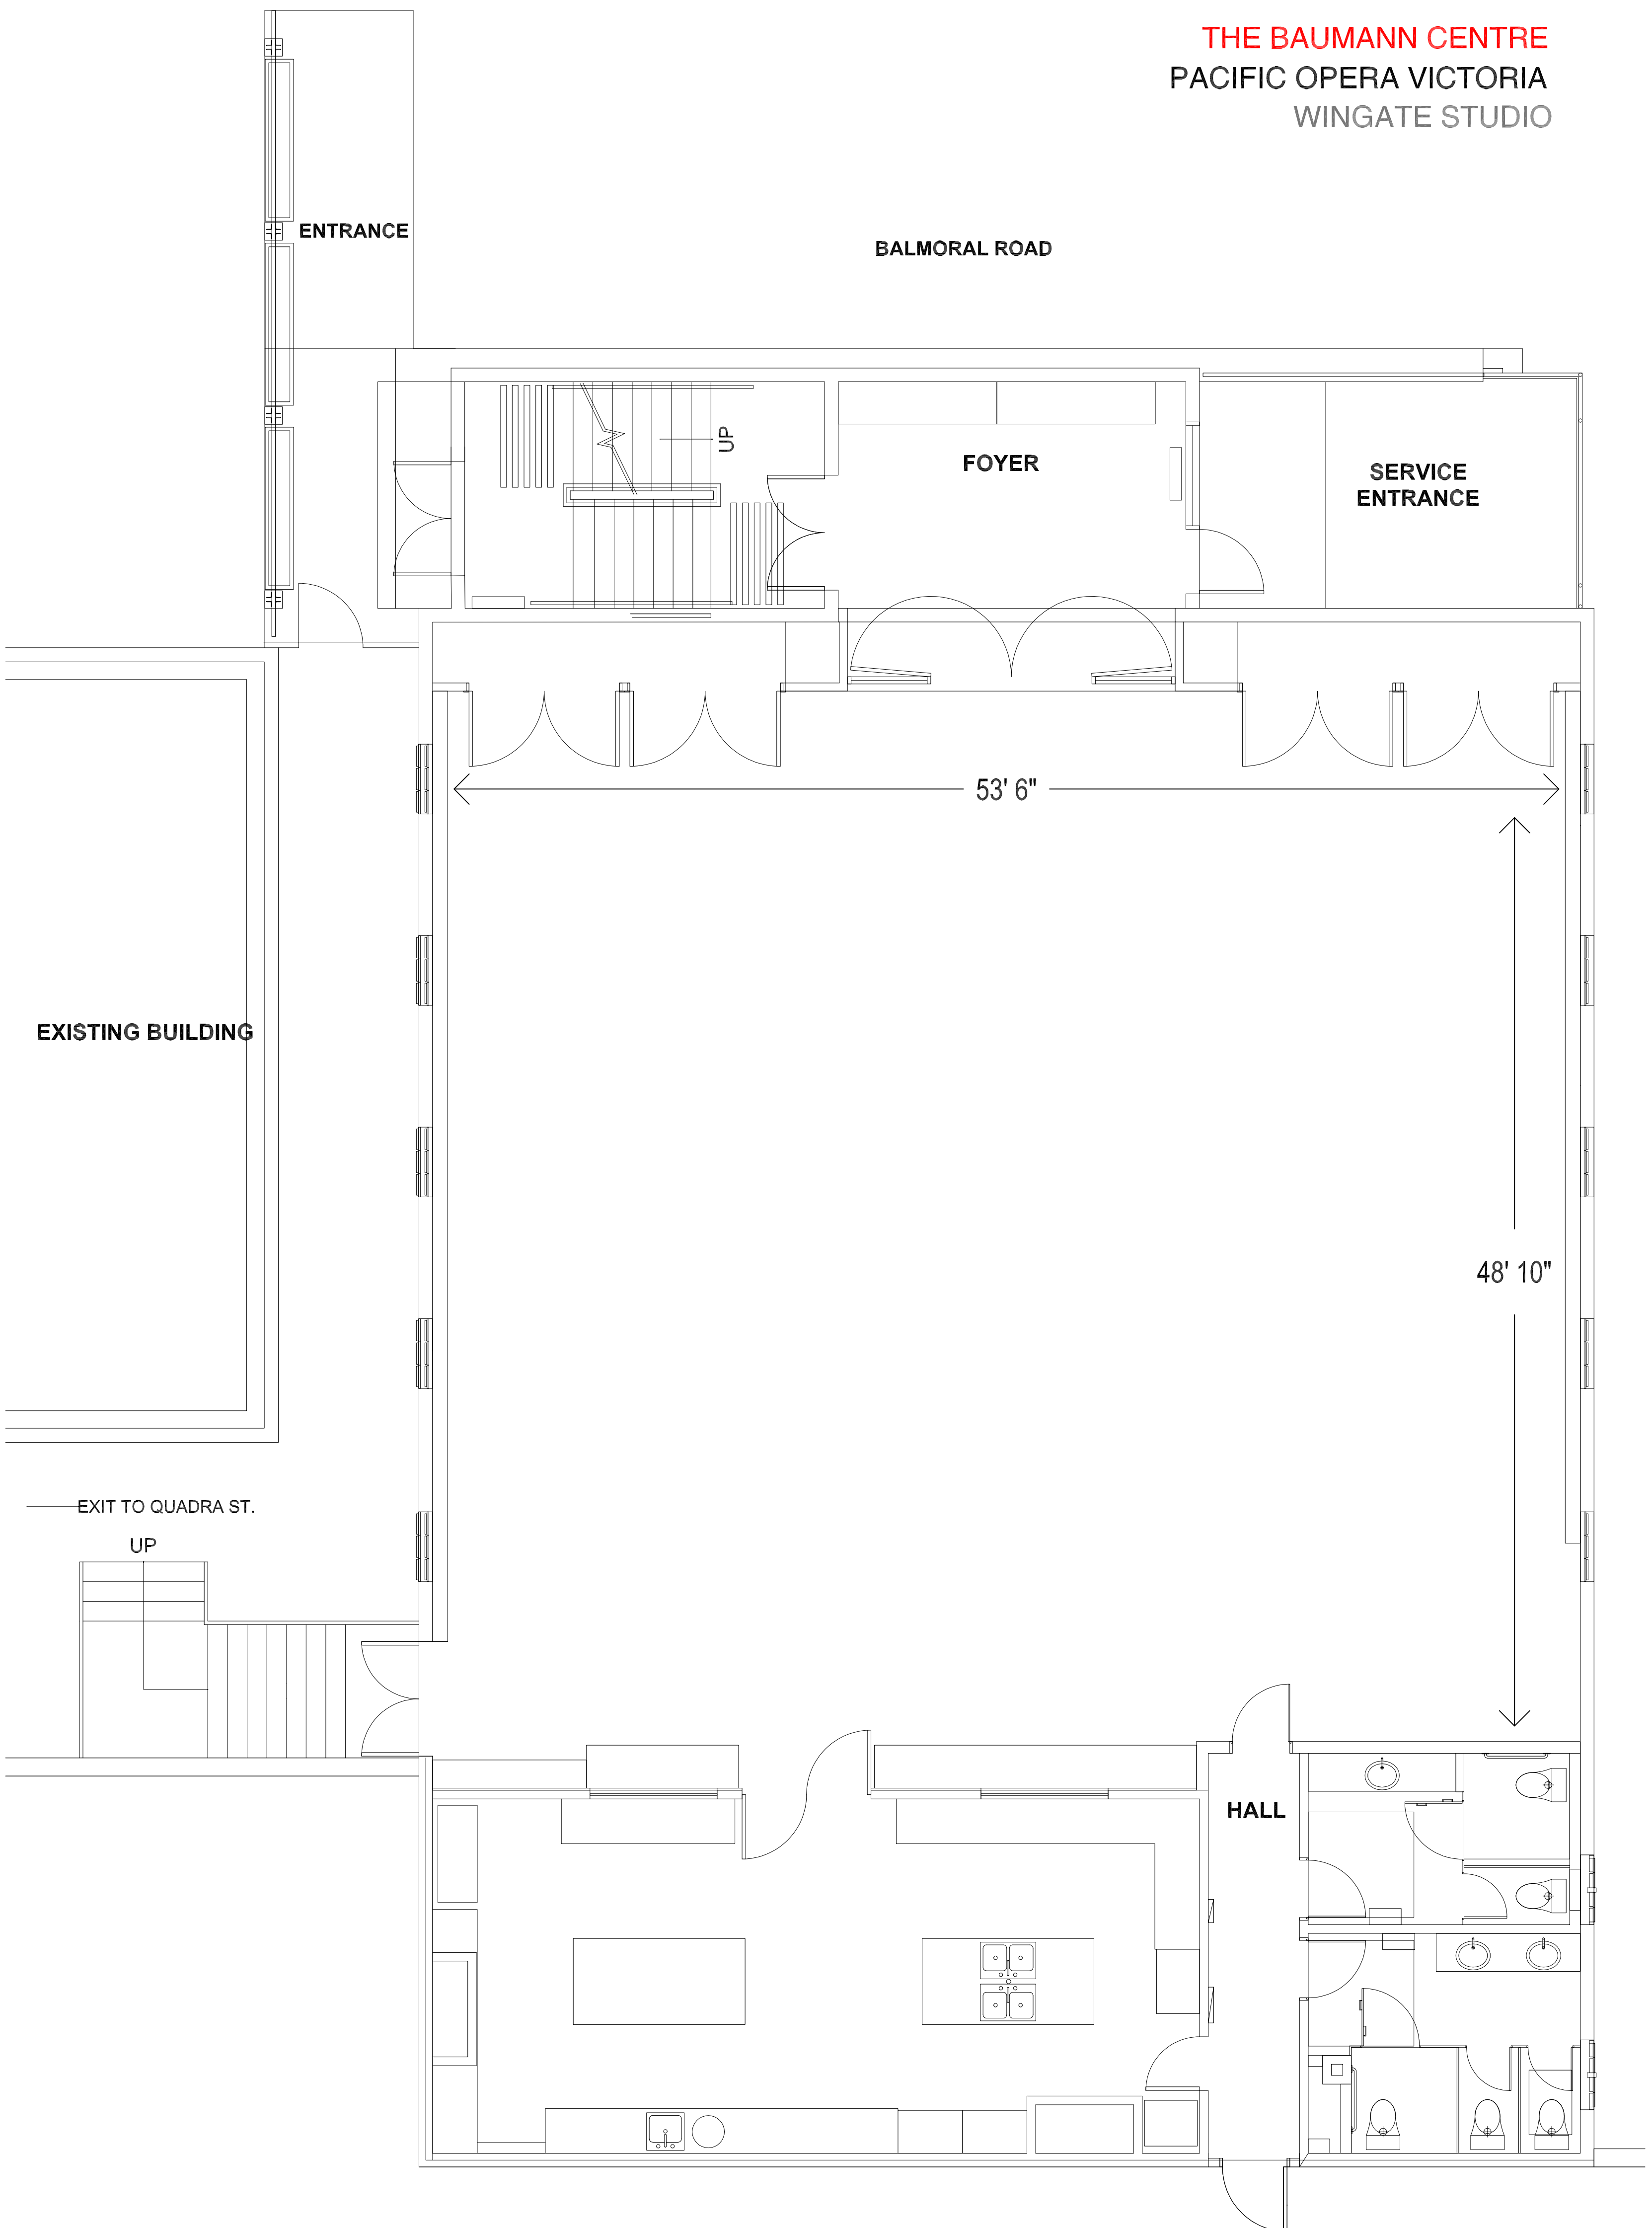 THE BAUMANN CENTRE
PACIFIC OPERA VICTORIA
WINGATE STUDIO
ENTRANCE
BALMORAL ROAD
UP
FOYER
SERVICE
ENTRANCE
53' 6"
EXISTING BUILDING
48' 10"
EXIT TO QUADRA ST.
UP
HALL